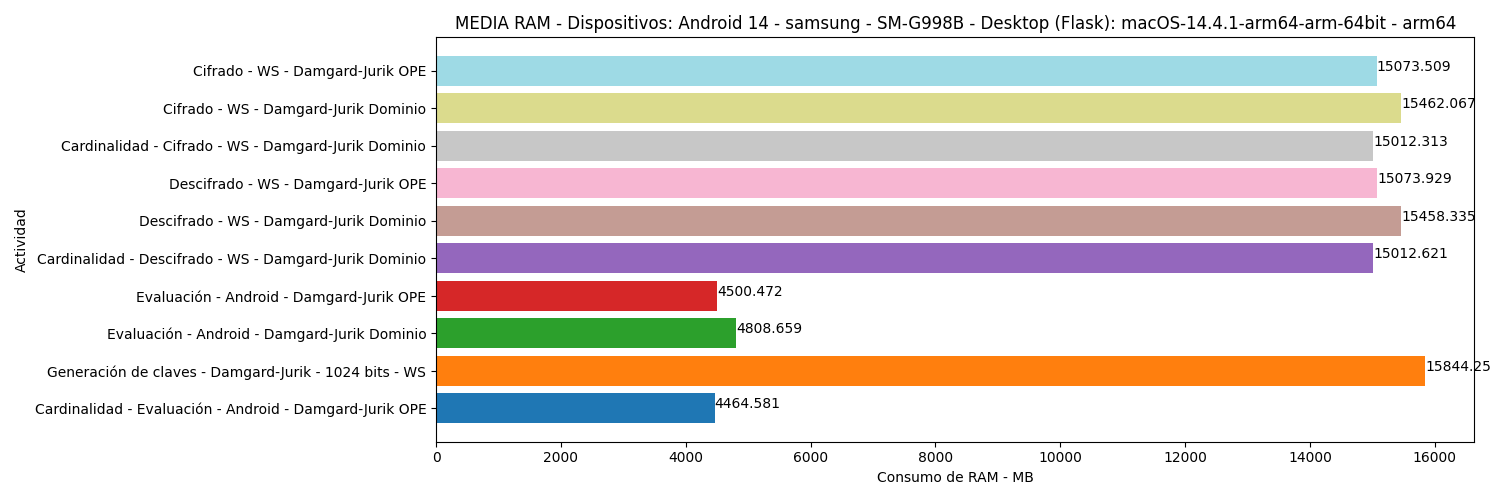 MEDIA RAM - Dispositivos: Android 14 - samsung - SM-G998B - Desktop (Flask): macOS-14.4.1-arm64-arm-64bit - arm64
Actividad
Cifrado - WS - Damgard-Jurik OPE 15073.509
Cifrado - WS - Damgard-Jurik Dominio 15462.067
Cardinalidad - Cifrado - WS - Damgard-Jurik Dominio 15012.313
Descifrado - WS - Damgard-Jurik OPE 15073.929
Descifrado - WS - Damgard-Jurik Dominio 15458.335
Cardinalidad - Descifrado - WS - Damgard-Jurik Dominio 15012.621
Evaluación - Android - Damgard-Jurik OPE 4500.472
Evaluación - Android - Damgard-Jurik Dominio 4808.659
Generación de claves - Damgard-Jurik - 1024 bits - WS 15844.25
Cardinalidad - Evaluación - Android - Damgard-Jurik OPE 4464.581
0 2000 4000 6000 8000 10000 12000 14000 16000
Consumo de RAM - MB